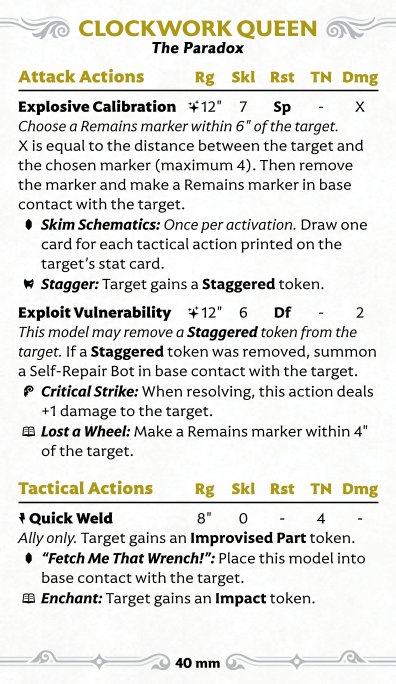 CLOCKWORK QUEEN
The Paradox
Attack Actions Rg Skl Rst TN Dmg
Explosive Calibration 12" 7 Sp - X
Choose a Remains marker within 6" of the target.
X is equal to the distance between the target and
the chosen marker (maximum 4). Then remove
the marker and make a Remains marker in base
contact with the target.
Skim Schematics: Once per activation. Draw one
card for each tactical action printed on the
target's stat card.
Stagger: Target gains a Staggered token.
Exploit Vulnerability 12" 6 Df - 2
This model may remove a Staggered token from the
target. If a Staggered token was removed, summon
a Self-Repair Bot in base contact with the target.
Critical Strike: When resolving, this action deals
+1 damage to the target.
Lost a Wheel: Make a Remains marker within 4"
of the target.
Tactical Actions Rg Skl Rst TN Dmg
Quick Weld 8" 0 - 4 -
Ally only. Target gains an Improvised Part token.
"Fetch Me That Wrench!": Place this model into
base contact with the target.
Enchant: Target gains an Impact token.
40 mm